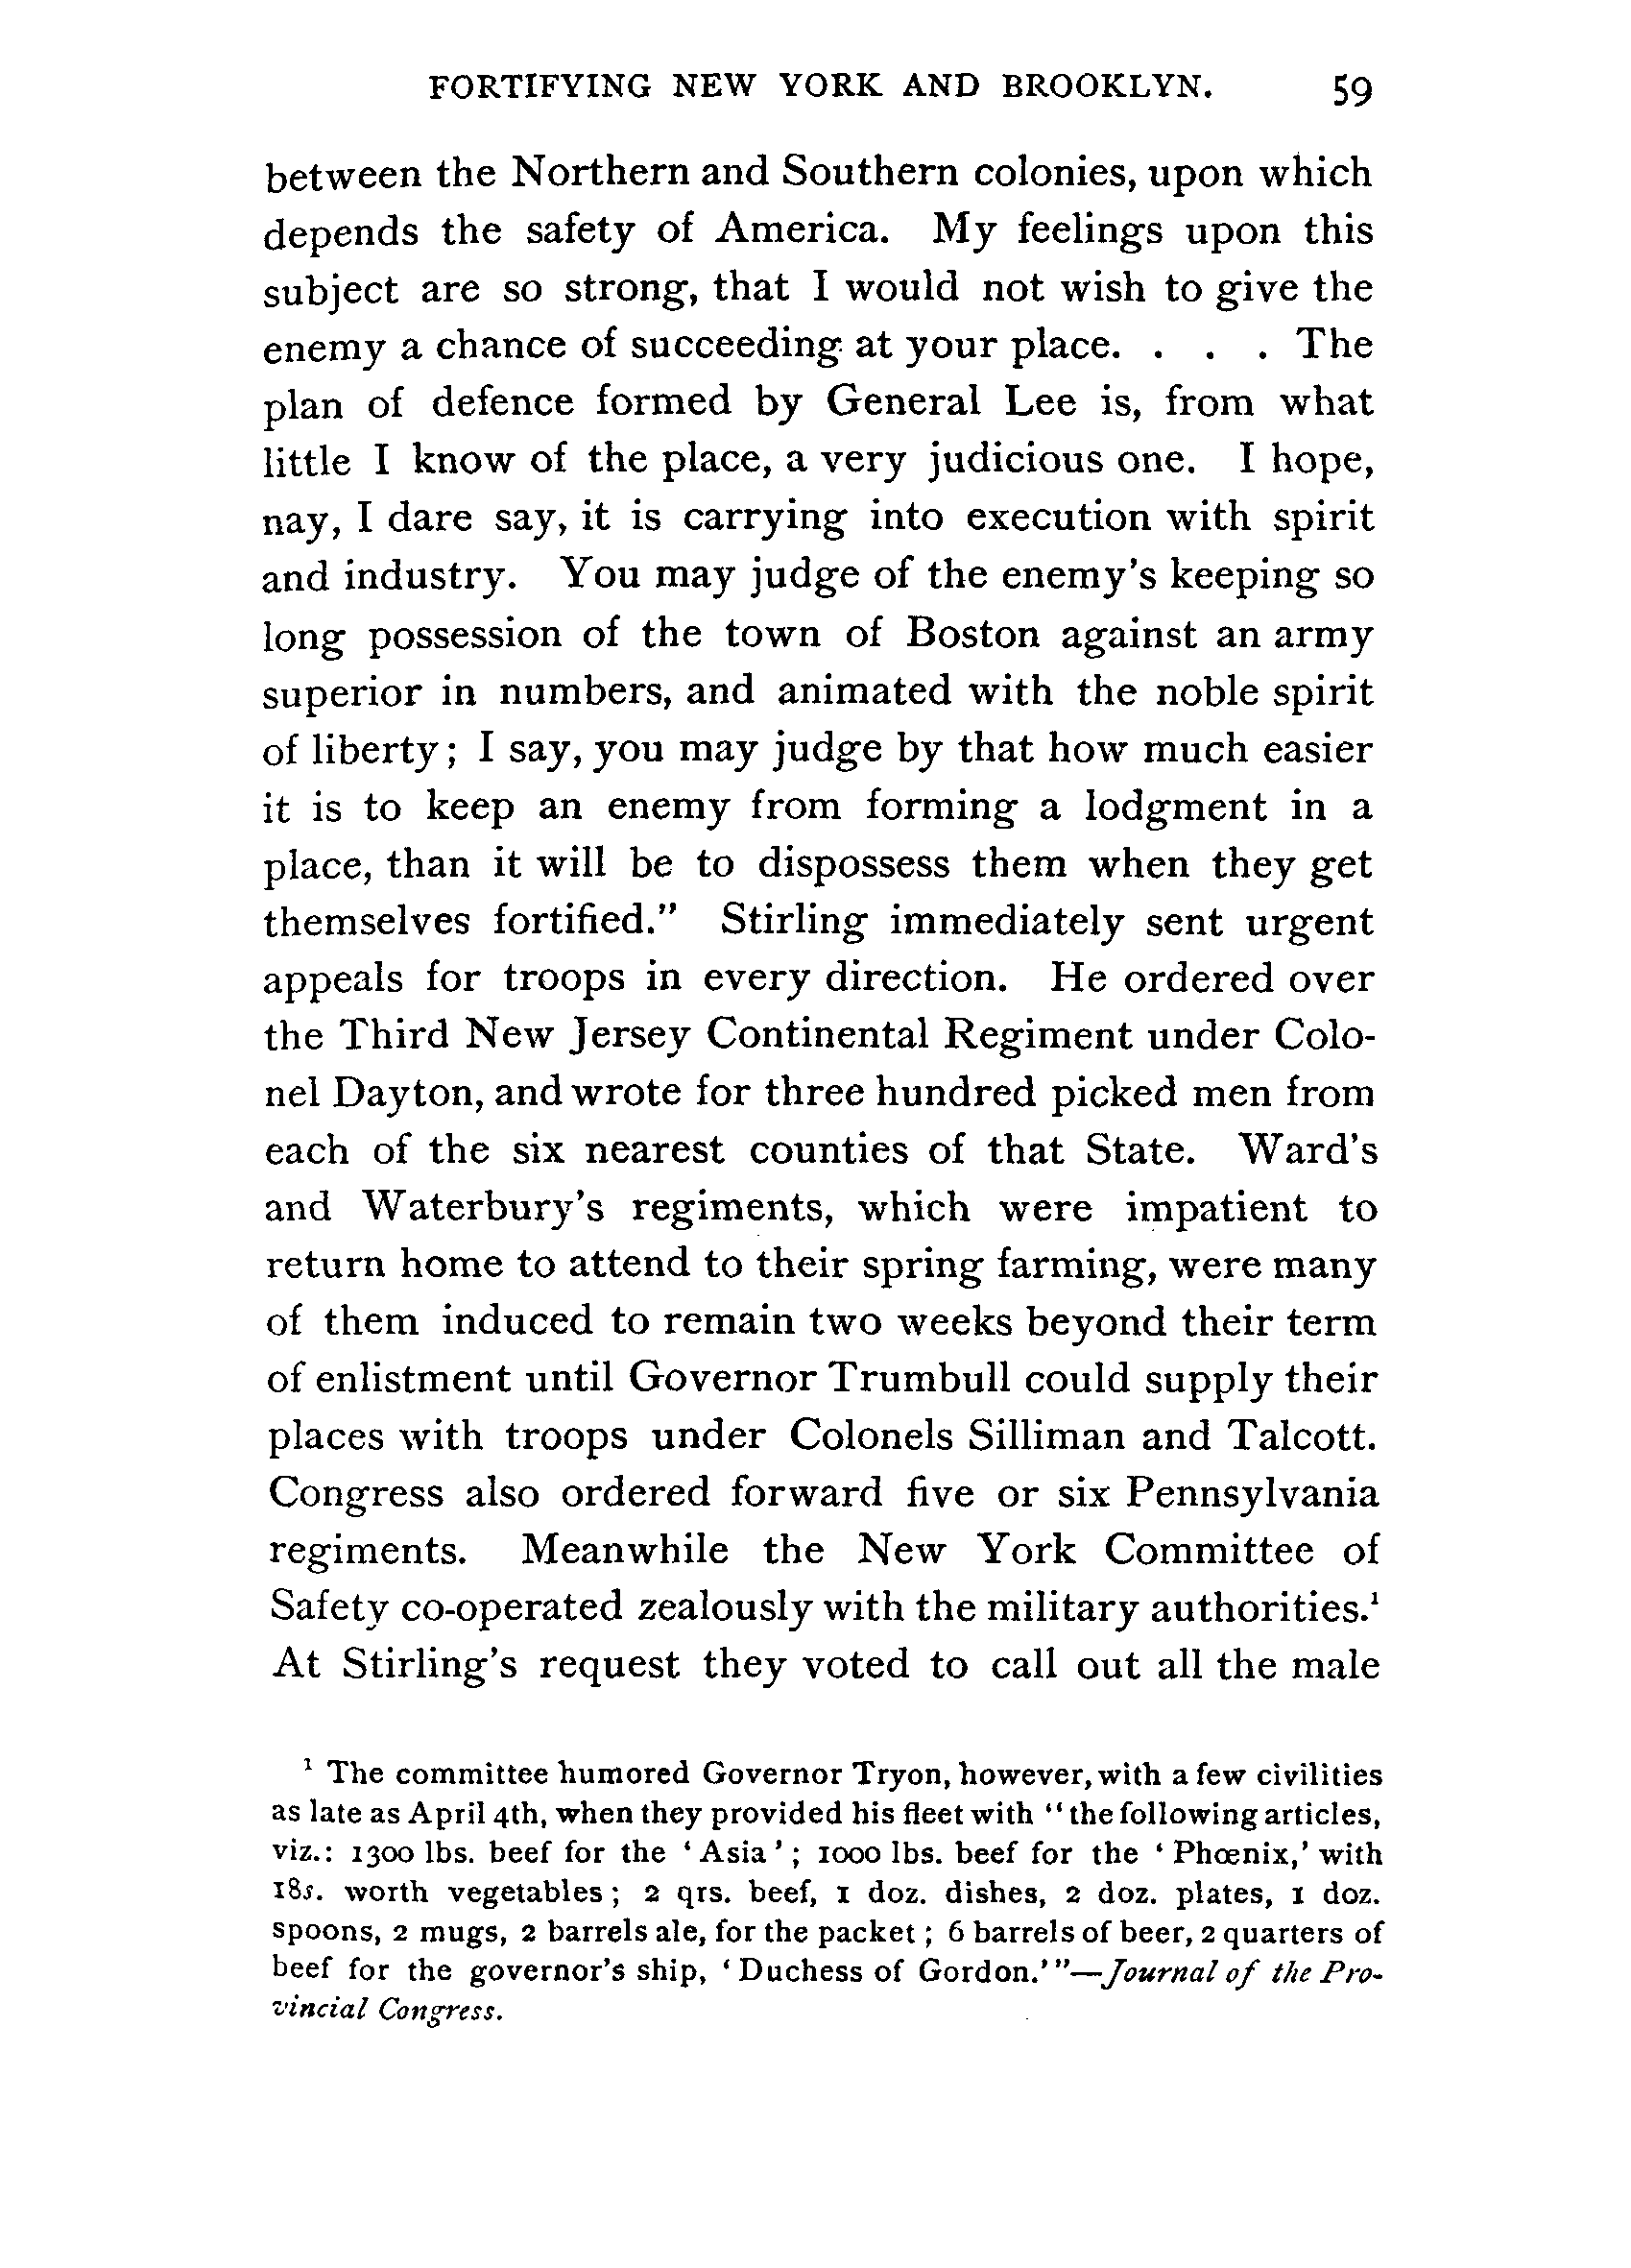 FORTIFYING NEW YORK AND BROOKLYN. 59
between the Northern and Southern colonies, upon which
depends the safety of America. My feelings upon this
subject are so strong, that I would not wish to give the
enemy a chance of succeeding at your place. . . . The
plan of defence formed by General Lee is, from what
little I know of the place, a very judicious one. I hope,
nay, I dare say, it is carrying into execution with spirit
and industry. You may judge of the enemy's keeping so
long possession of the town of Boston against an army
superior in numbers, and animated with the noble spirit
of liberty; I say, you may judge by that how much easier
it is to keep an enemy from forming a lodgment in a
place, than it will be to dispossess them when they get
themselves fortified." Stirling immediately sent urgent
appeals for troops in every direction. He ordered over
the Third New Jersey Continental Regiment under Colo-
nel Dayton, and wrote for three hundred picked men from
each of the six nearest counties of that State. Ward's
and Waterbury's regiments, which were impatient to
return home to attend to their spring farming, were many
of them induced to remain two weeks beyond their term
of enlistment until Governor Trumbull could supply their
places with troops under Colonels Silliman and Talcott.
Congress also ordered forward five or six Pennsylvania
regiments. Meanwhile the New York Committee of
Safety co-operated zealously with the military authorities.¹
At Stirling's request they voted to call out all the male
¹ The committee humored Governor Tryon, however, with a few civilities
as late as April 4th, when they provided his fleet with "the following articles,
viz.: 1300 lbs. beef for the 'Asia'; 1000 lbs. beef for the 'Phœnix,' with
18s. worth vegetables; 2 qrs. beef, 1 doz. dishes, 2 doz. plates, 1 doz.
spoons, 2 mugs, 2 barrels ale, for the packet; 6 barrels of beer, 2 quarters of
beef for the governor's ship, 'Duchess of Gordon.'"—Journal of the Pro-
vincial Congress.